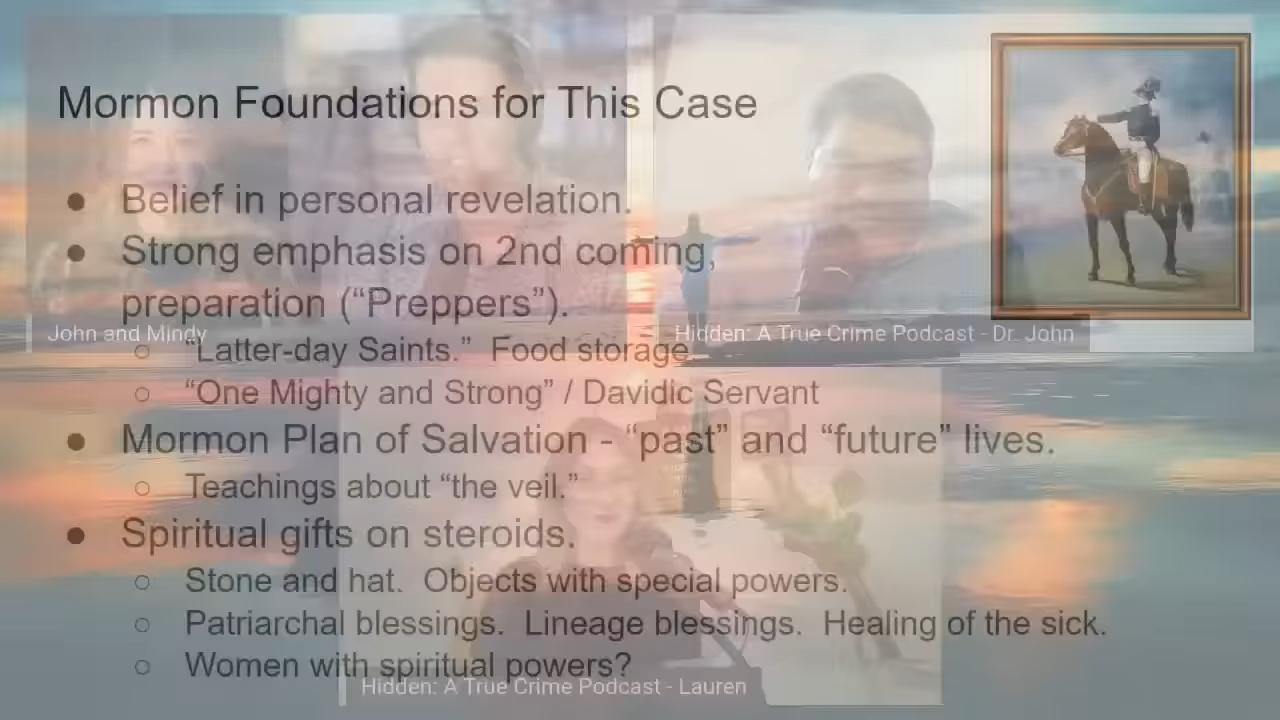 Mormon Foundations for This Case
● Belief in personal revelation.
● Strong emphasis on 2nd coming,
preparation (“Preppers”).
John and Mindy
Hidden: A True Crime Podcast - Dr. John
○ “Latter-day Saints.”  Food storage
○ “One Mighty and Strong” / Davidic Servant
● Mormon Plan of Salvation - “past” and “future” lives.
○ Teachings about “the veil.”
● Spiritual gifts on steroids.
○ Stone and hat.  Objects with special powers.
○ Patriarchal blessings.  Lineage blessings.  Healing of the sick.
○ Women with spiritual powers?
Hidden: A True Crime Podcast - Lauren